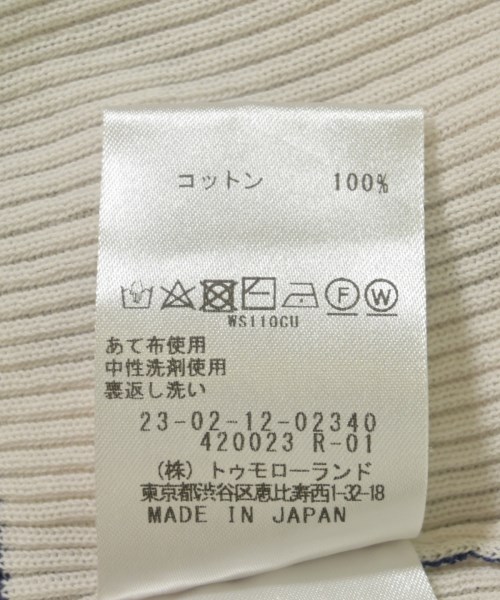 コットン 100%
F W
WS110CU
あて布使用
中性洗剤使用
裏返し洗い
23-02-12-02340
420023 R-01
(株) トゥモローランド
東京都渋谷区恵比寿西1-32-18
MADE IN JAPAN